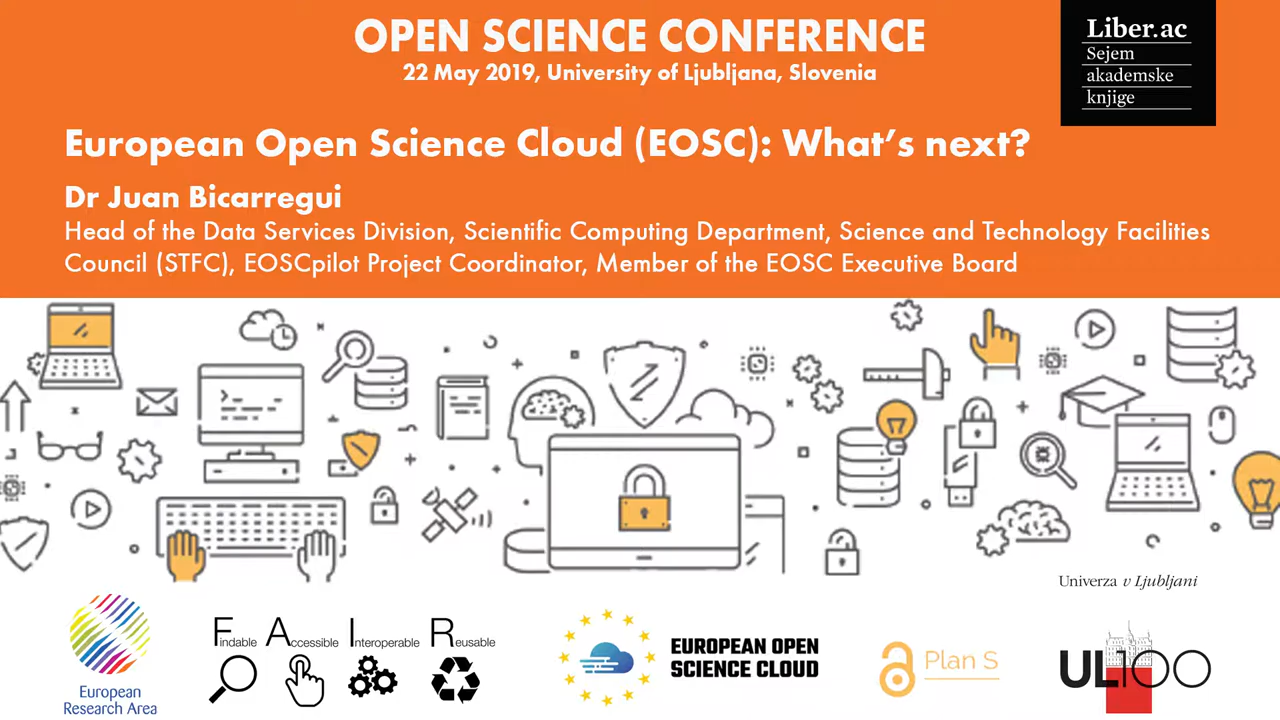 OPEN SCIENCE CONFERENCE
22 May 2019, University of Ljubljana, Slovenia
Liber.ac
Sejem
akademske
knjige
European Open Science Cloud (EOSC): What's next?
Dr Juan Bicarregui
Head of the Data Services Division, Scientific Computing Department, Science and Technology Facilities
Council (STFC), EOSCpilot Project Coordinator, Member of the EOSC Executive Board
Univerza v Ljubljani
European
Research Area
Findable Accessible Interoperable Reusable
EUROPEAN OPEN
SCIENCE CLOUD
Plan S
UL100